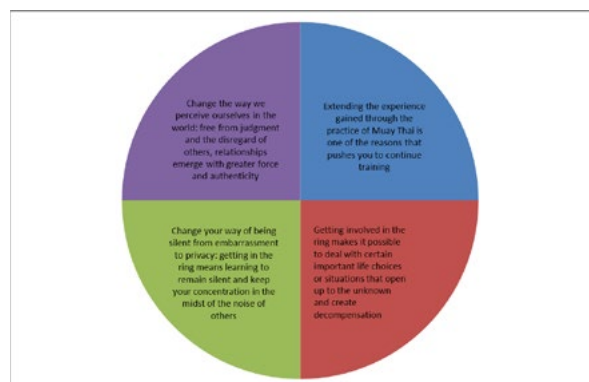 Change the way we
perceive ourselves in the
world: free from judgment
and the disregard of
others, relationships
emerge with greater force
and authenticity
Extending the experience
gained through the
practice of Muay Thai is
one of the reasons that
pushes you to continue
training
Change your way of being
silent from embarrassment
to privacy: getting in the
ring means learning to
remain silent and keep
your concentration in the
midst of the noise of
others
Getting involved in the
ring makes it possible
to deal with certain
important life choices
or situations that open
up to the unknown
and create
decompensation